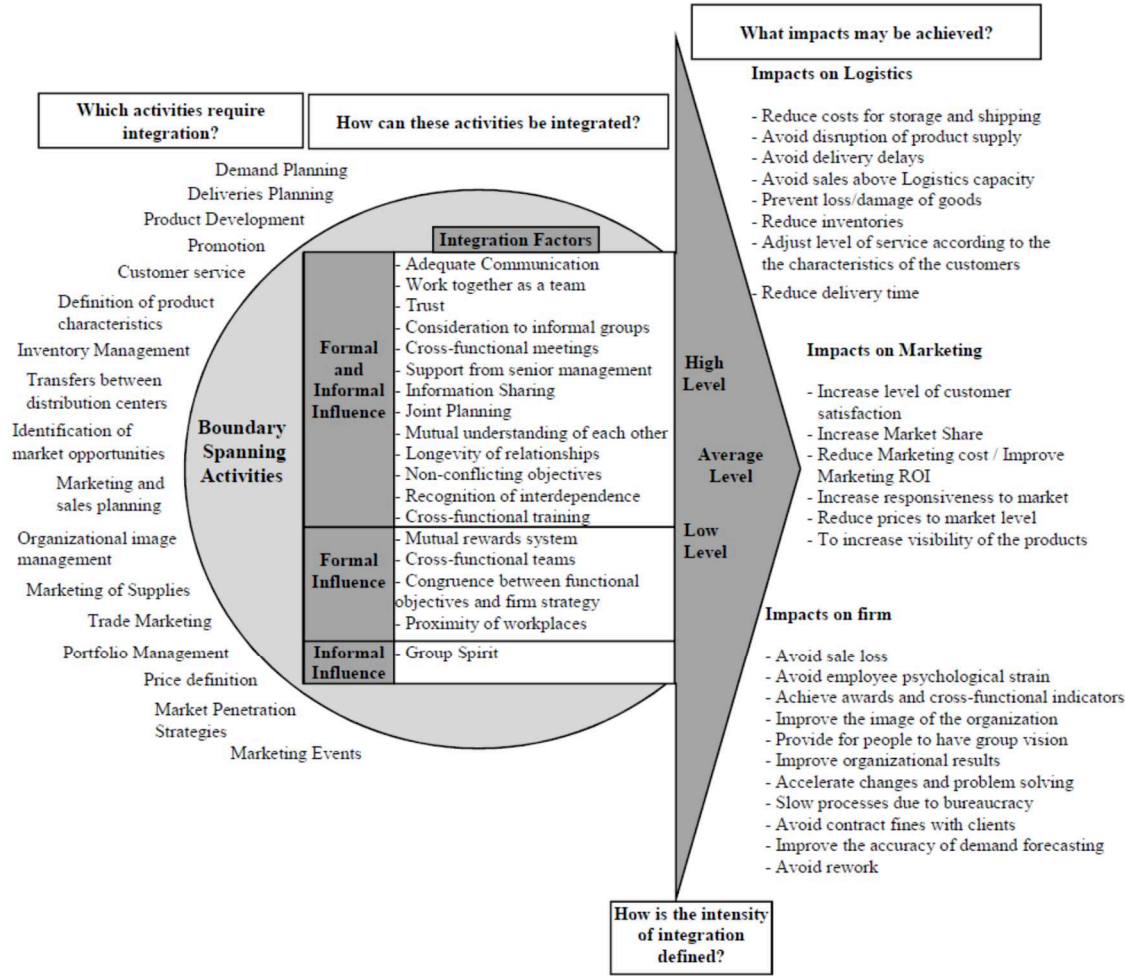 What impacts may be achieved?
Impacts on Logistics
- Reduce costs for storage and shipping
- Avoid disruption of product supply
- Avoid delivery delays
- Avoid sales above Logistics capacity
- Prevent loss/damage of goods
- Reduce inventories
- Adjust level of service according to the
the characteristics of the customers
- Reduce delivery time
Which activities require
integration?
How can these activities be integrated?
Demand Planning
Deliveries Planning
Product Development
Promotion
Customer service
Definition of product
characteristics
Inventory Management
Transfers between
distribution centers
Identification of
market opportunities
Marketing and
sales planning
Organizational image
management
Marketing of Supplies
Trade Marketing
Portfolio Management
Price definition
Market Penetration
Strategies
Marketing Events
Boundary
Spanning
Activities
Integration Factors
Formal
and
Informal
Influence
- Adequate Communication
- Work together as a team
- Trust
- Consideration to informal groups
- Cross-functional meetings
- Support from senior management
- Information Sharing
- Joint Planning
- Mutual understanding of each other
- Longevity of relationships
- Non-conflicting objectives
- Recognition of interdependence
- Cross-functional training
Formal
Influence
- Mutual rewards system
- Cross-functional teams
- Congruence between functional
objectives and firm strategy
- Proximity of workplaces
Informal
Influence
- Group Spirit
High
Level
Average
Level
Low
Level
Impacts on Marketing
- Increase level of customer
satisfaction
- Increase Market Share
- Reduce Marketing cost / Improve
Marketing ROI
- Increase responsiveness to market
- Reduce prices to market level
- To increase visibility of the products
Impacts on firm
- Avoid sale loss
- Avoid employee psychological strain
- Achieve awards and cross-functional indicators
- Improve the image of the organization
- Provide for people to have group vision
- Improve organizational results
- Accelerate changes and problem solving
- Slow processes due to bureaucracy
- Avoid contract fines with clients
- Improve the accuracy of demand forecasting
- Avoid rework
How is the intensity
of integration
defined?